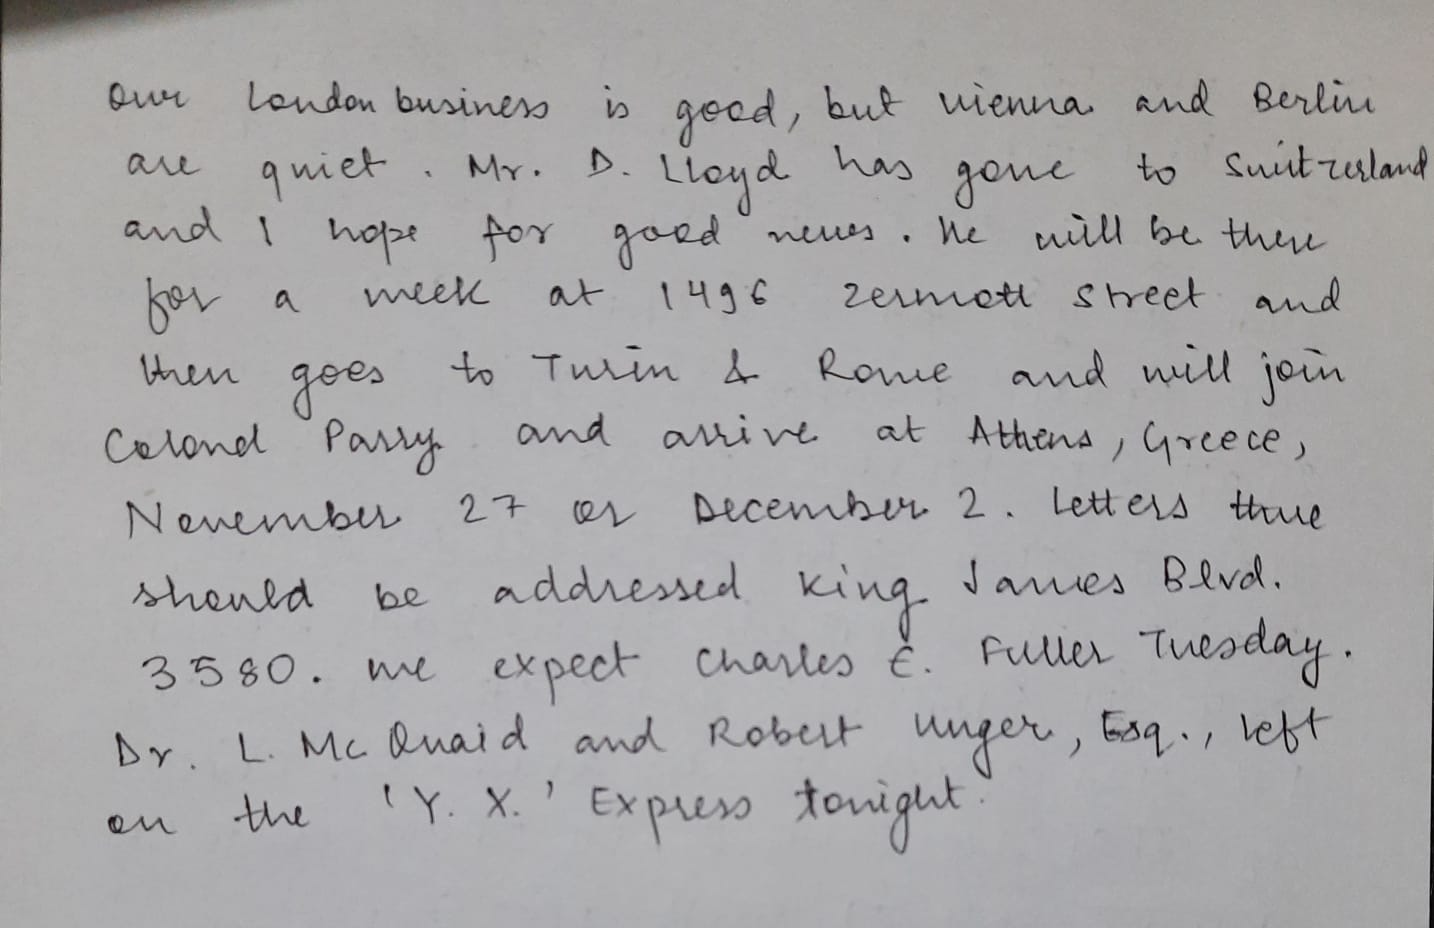 Our London business is good, but Vienna and Berlin
are quiet. Mr. D. Lloyd has gone to Switzerland
and I hope for good news. He will be there
for a week at 1496 Zermott Street and
then goes to Turin & Rome and will join
Colonel Parry and arrive at Athens, Greece,
November 27 or December 2. Letters there
should be addressed King James Blvd.
3580. We expect Charles E. Fuller Tuesday.
Dr. L. Mc Quaid and Robert Unger, Esq., left
on the 'Y. X.' Express tonight.